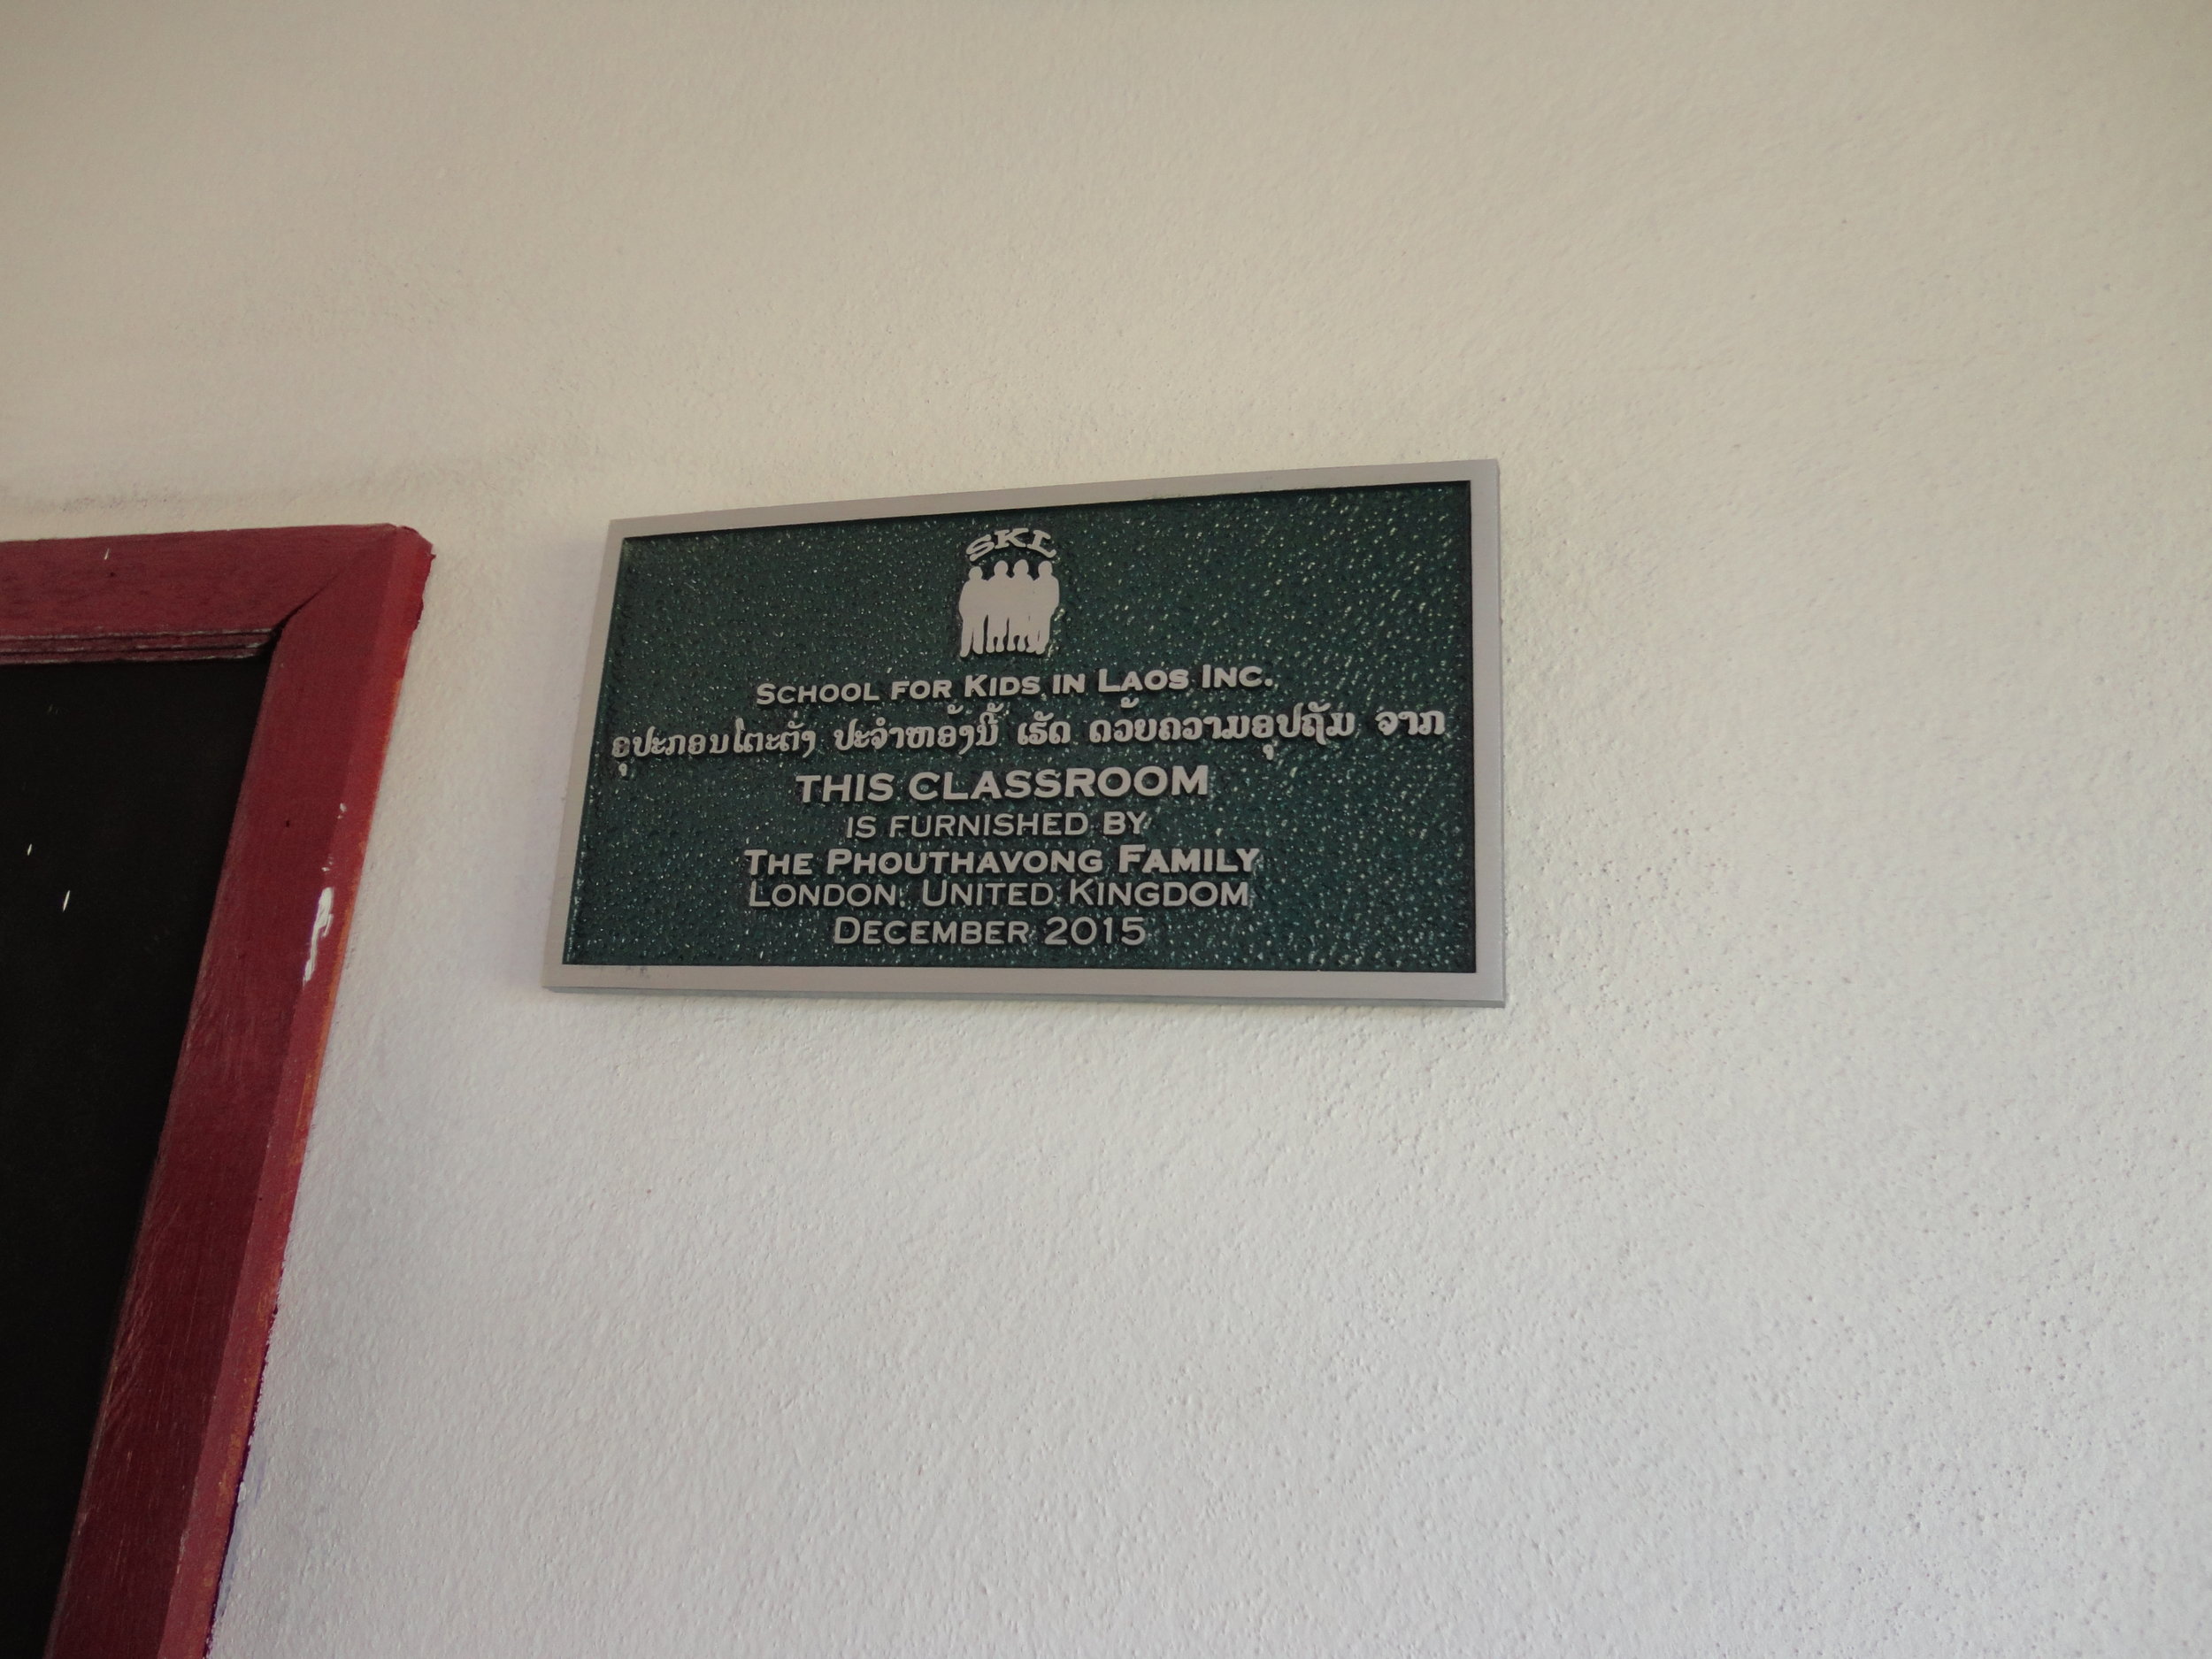 SKL
SCHOOL FOR KIDS IN LAOS INC.
ອຸປະກອນໂຕະຕັ່ງ ປະຈຳຫ້ອງນີ້ ເຮັດ ດ້ວຍຄວາມອຸປຖັມ ຈາກ
THIS CLASSROOM
IS FURNISHED BY
THE PHOUTHAVONG FAMILY
LONDON, UNITED KINGDOM
DECEMBER 2015